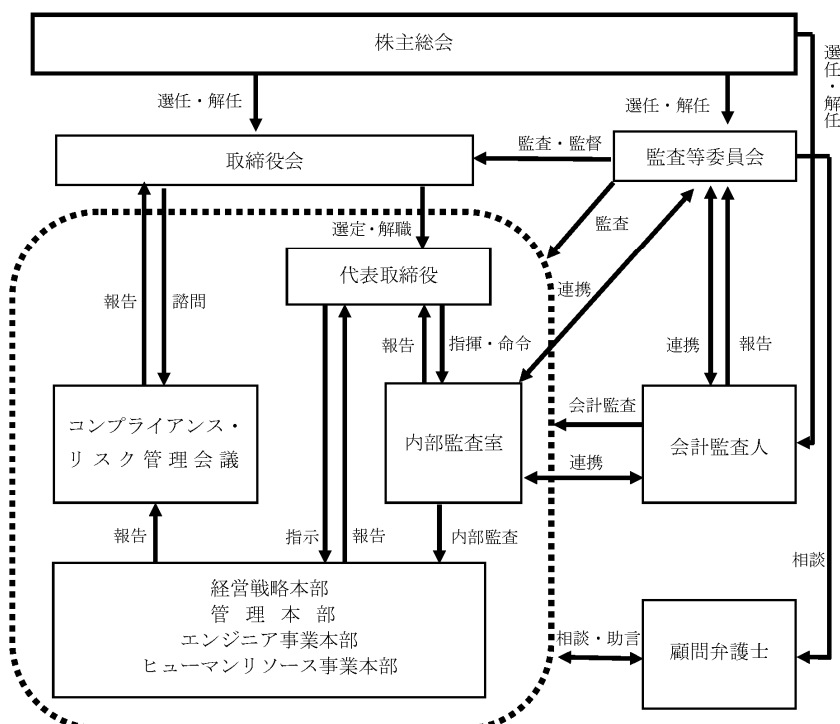 株主総会
選任・解任
選任・解任
選任・解任
取締役会
監査・監督
監査等委員会
選定・解職
監査
代表取締役
報告
諮問
連携
報告
指揮・命令
連携
報告
コンプライアンス・
リスク管理会議
内部監査室
会計監査
会計監査人
連携
報告
指示
報告
内部監査
相談
経営戦略本部
管理本部
エンジニア事業本部
ヒューマンリソース事業本部
相談・助言
顧問弁護士